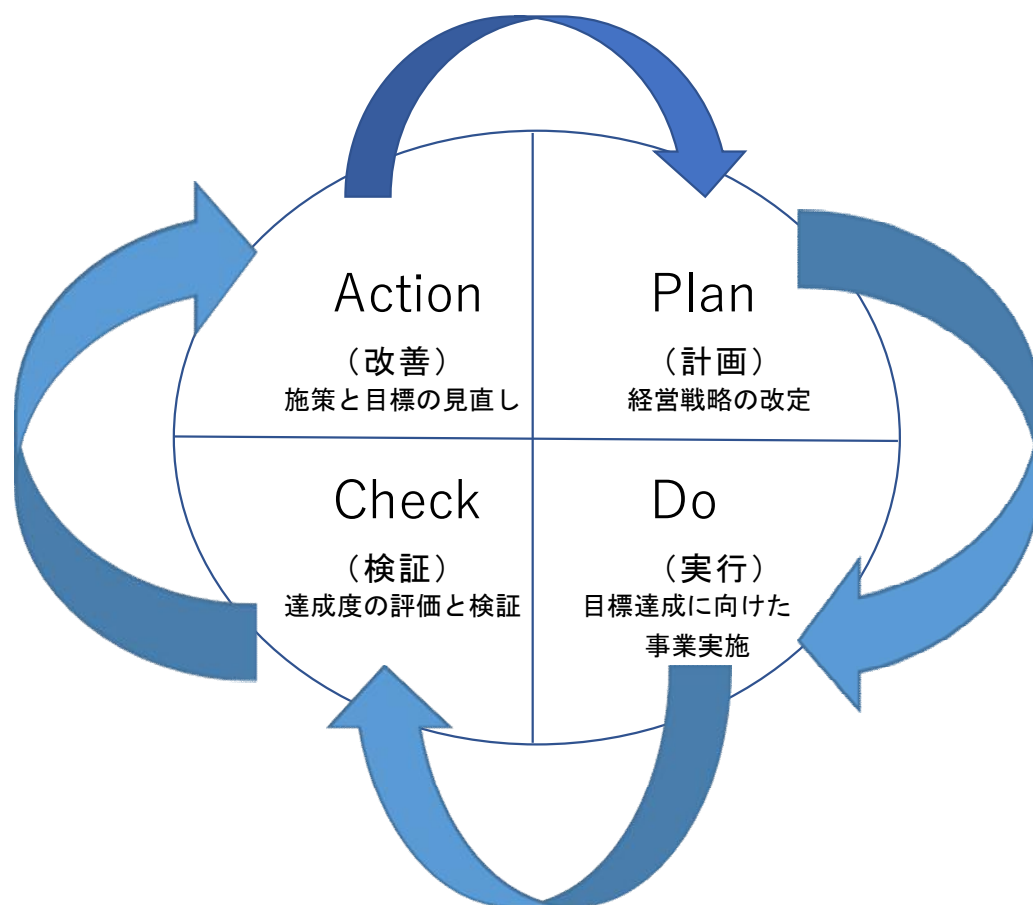 Action
（改善）
施策と目標の見直し
Plan
（計画）
経営戦略の改定
Check
（検証）
達成度の評価と検証
Do
（実行）
目標達成に向けた
事業実施